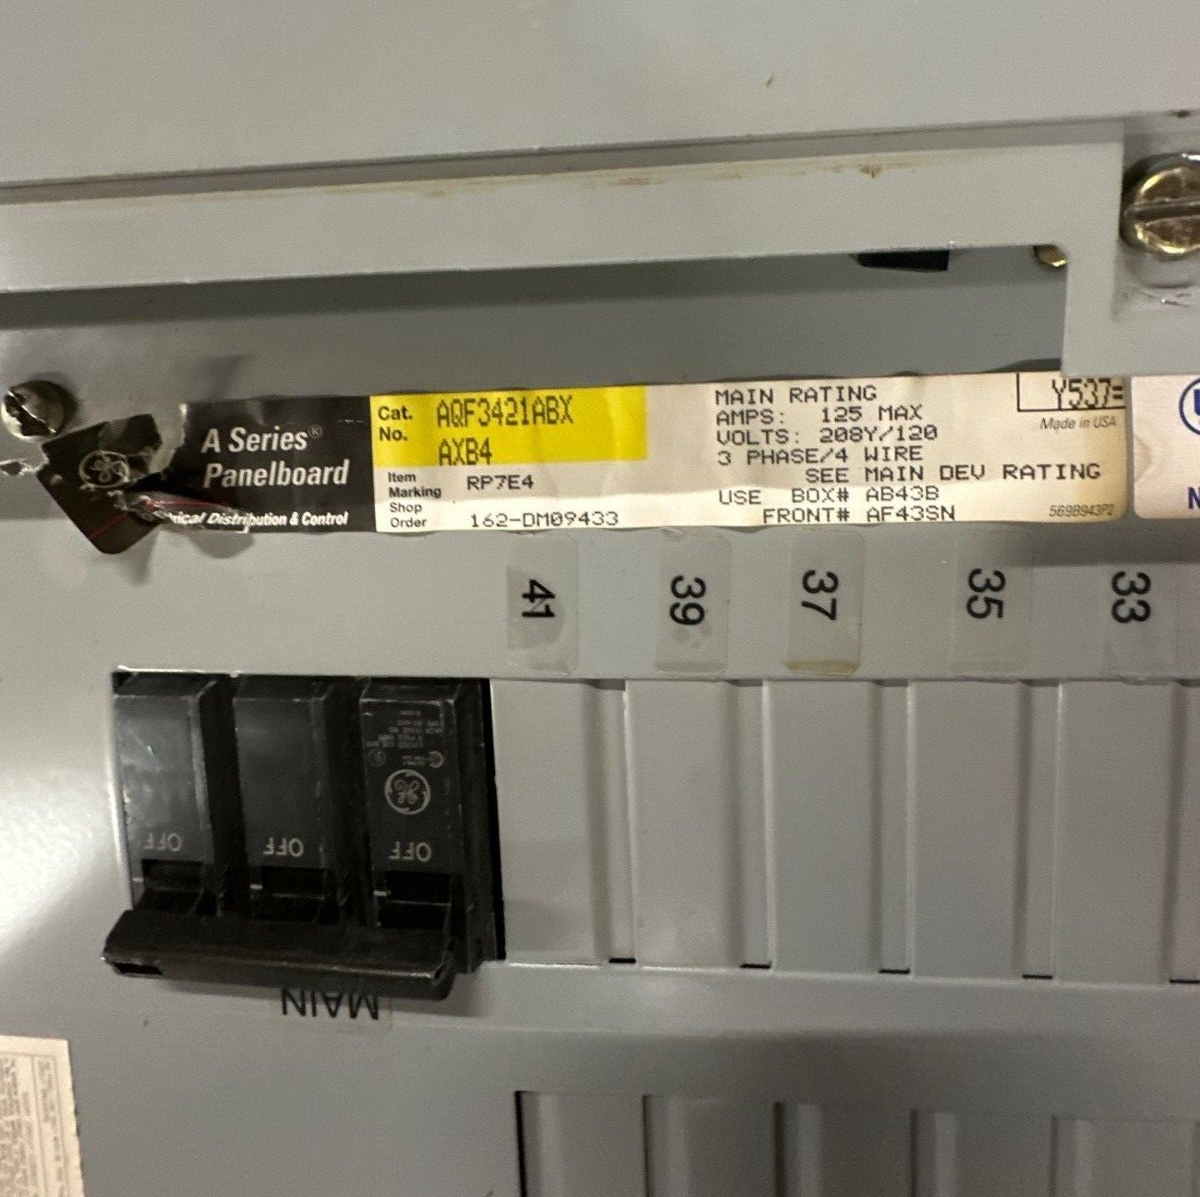 A Series®
Panelboard
Distribution & Control
Cat.
No.
AQF3421ABX
AXB4
Item
Marking
RP7E4
Shop
Order
162-DM09433
MAIN RATING
AMPS: 125 MAX
VOLTS: 208Y/120
3 PHASE/4 WIRE
SEE MAIN DEV RATING
USE BOX# AB43B
FRONT# AF43SN
Y537=
Made in USA
569B943P2
N
41 39 37 35 33
OFF OFF OFF
MAIN